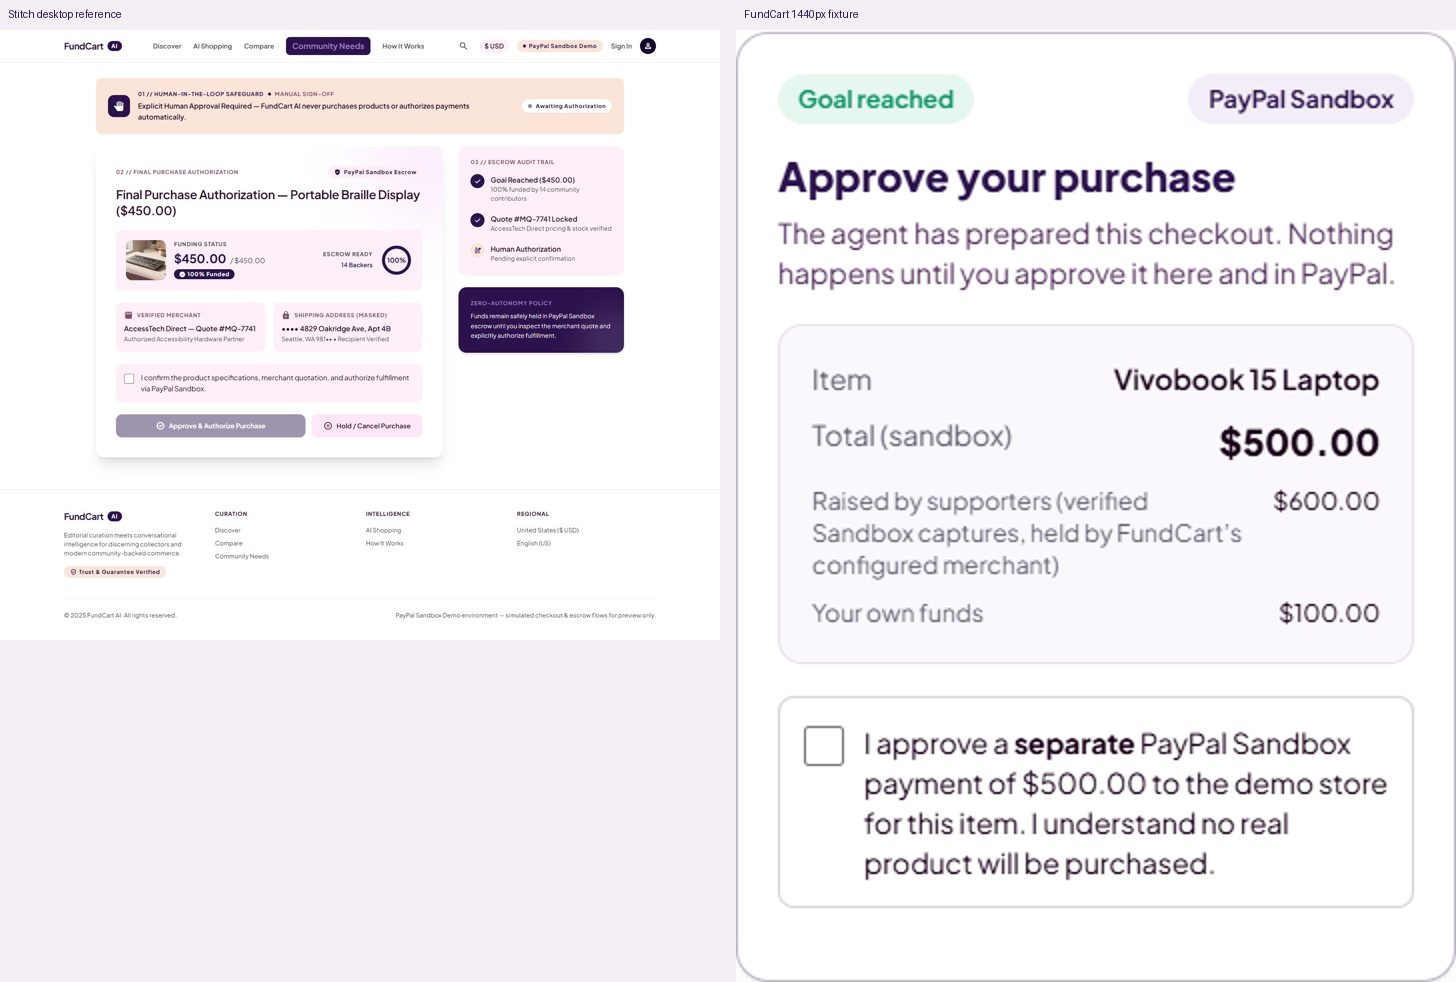 Stitch desktop reference
FundCart AI
Discover
AI Shopping
Compare
Community Needs
How It Works
$ USD
PayPal Sandbox Demo
Sign In
01 // HUMAN-IN-THE-LOOP SAFEGUARD • MANUAL SIGN-OFF
Explicit Human Approval Required — FundCart AI never purchases products or authorizes payments
automatically.
Awaiting Authorization
02 // FINAL PURCHASE AUTHORIZATION
PayPal Sandbox Escrow
Final Purchase Authorization — Portable Braille Display
($450.00)
FUNDING STATUS
$450.00 / $450.00
100% Funded
ESCROW READY
14 Backers
100%
VERIFIED MERCHANT
AccessTech Direct — Quote #MQ-7741
Authorized Accessibility Hardware Partner
SHIPPING ADDRESS (MASKED)
•••• 4829 Oakridge Ave, Apt 4B
Seattle, WA 981•• • Recipient Verified
I confirm the product specifications, merchant quotation, and authorize fulfillment
via PayPal Sandbox.
Approve & Authorize Purchase
Hold / Cancel Purchase
03 // ESCROW AUDIT TRAIL
Goal Reached ($450.00)
100% funded by 14 community
contributors
Quote #MQ-7741 Locked
AccessTech Direct pricing & stock verified
Human Authorization
Pending explicit confirmation
ZERO-AUTONOMY POLICY
Funds remain safely held in PayPal Sandbox
escrow until you inspect the merchant quote and
explicitly authorize fulfillment.
FundCart AI
Editorial curation meets conversational
intelligence for discerning collectors and
modern community-backed commerce.
Trust & Guarantee Verified
CURATION
Discover
Compare
Community Needs
INTELLIGENCE
AI Shopping
How It Works
REGIONAL
United States ($ USD)
English (US)
© 2025 FundCart AI. All rights reserved.
PayPal Sandbox Demo environment — simulated checkout & escrow flows for preview only.
FundCart 1440px fixture
Goal reached
PayPal Sandbox
Approve your purchase
The agent has prepared this checkout. Nothing
happens until you approve it here and in PayPal.
Item
Vivobook 15 Laptop
Total (sandbox)
$500.00
Raised by supporters (verified
Sandbox captures, held by FundCart's
configured merchant)
$600.00
Your own funds
$100.00
I approve a separate PayPal Sandbox
payment of $500.00 to the demo store
for this item. I understand no real
product will be purchased.